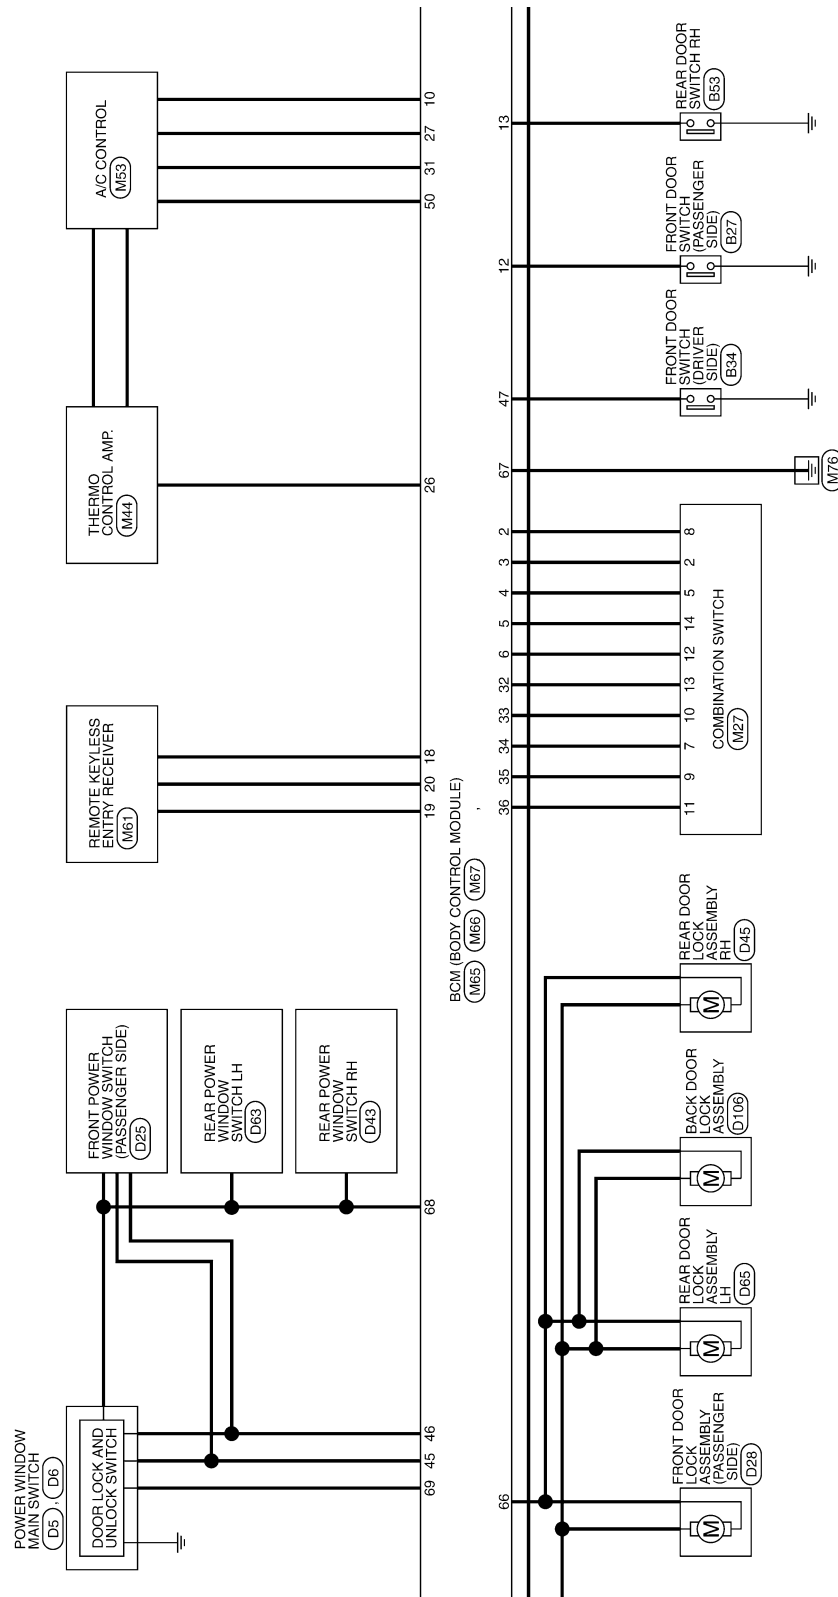 POWER WINDOW
MAIN SWITCH
D5 , D6
DOOR LOCK AND
UNLOCK SWITCH
FRONT POWER
WINDOW SWITCH
(PASSENGER SIDE)
D25
REAR POWER
WINDOW
SWITCH LH
D63
REAR POWER
WINDOW
SWITCH RH
D43
REMOTE KEYLESS
ENTRY RECEIVER
M61
THERMO
CONTROL AMP.
M44
A/C CONTROL
M53
69
45
46
68
19
20
18
26
50
31
27
10
BCM (BODY CONTROL MODULE)
M65 M66 M67
,
66
36
35
34
33
32
6
5
4
3
2
67
47
12
13
FRONT DOOR
LOCK
ASSEMBLY
(PASSENGER
SIDE)
D28
M
REAR DOOR
LOCK
ASSEMBLY
LH
D65
M
BACK DOOR
LOCK
ASSEMBLY
D106
M
REAR DOOR
LOCK
ASSEMBLY
RH
D45
M
11
9
7
10
13
12
14
5
2
8
COMBINATION SWITCH
M27
M76
FRONT DOOR
SWITCH
(DRIVER
SIDE)
B34
FRONT DOOR
SWITCH
(PASSENGER
SIDE)
B27
REAR DOOR
SWITCH RH
B53